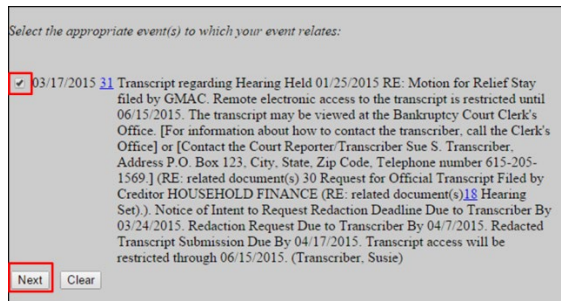 Select the appropriate event(s) to which your event relates:
03/17/2015 31 Transcript regarding Hearing Held 01/25/2015 RE: Motion for Relief Stay
filed by GMAC. Remote electronic access to the transcript is restricted until
06/15/2015. The transcript may be viewed at the Bankruptcy Court Clerk's
Office. [For information about how to contact the transcriber, call the Clerk's
Office] or [Contact the Court Reporter/Transcriber Sue S. Transcriber,
Address P.O. Box 123, City, State, Zip Code, Telephone number 615-205-
1569.] (RE: related document(s) 30 Request for Official Transcript Filed by
Creditor HOUSEHOLD FINANCE (RE: related document(s)18 Hearing
Set).). Notice of Intent to Request Redaction Deadline Due to Transcriber By
03/24/2015. Redaction Request Due to Transcriber By 04/7/2015. Redacted
Transcript Submission Due By 04/17/2015. Transcript access will be
restricted through 06/15/2015. (Transcriber, Susie)
Next Clear